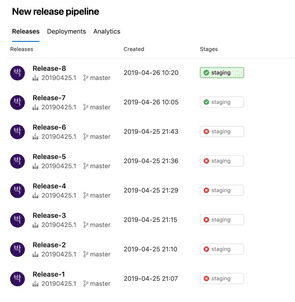 New release pipeline
Releases Deployments Analytics
Releases Created Stages
Release-8 2019-04-26 10:20 staging
20190425.1 master
Release-7 2019-04-26 10:05 staging
20190425.1 master
Release-6 2019-04-25 21:43 staging
20190425.1 master
Release-5 2019-04-25 21:36 staging
20190425.1 master
Release-4 2019-04-25 21:29 staging
20190425.1 master
Release-3 2019-04-25 21:15 staging
20190425.1 master
Release-2 2019-04-25 21:10 staging
20190425.1 master
Release-1 2019-04-25 21:07 staging
20190425.1 master